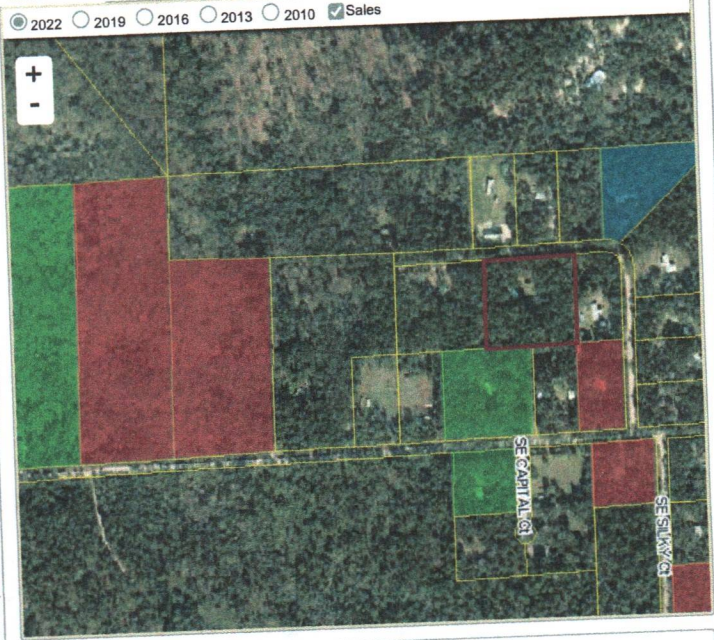 2022 2019 2016 2013 2010 Sales
+
-
SE CAPITAL Ct
SE SILKY Ct